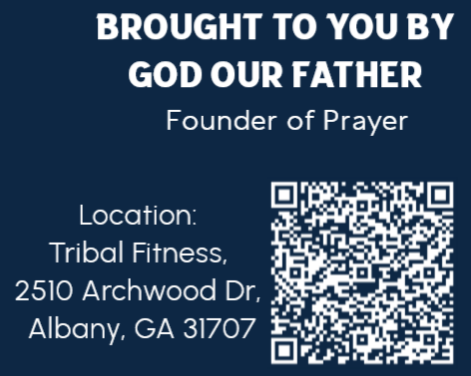 BROUGHT TO YOU BY
GOD OUR FATHER
Founder of Prayer
Location:
Tribal Fitness,
2510 Archwood Dr,
Albany, GA 31707